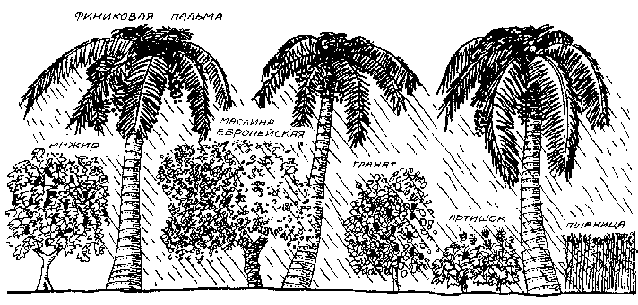 ФИНИКОВАЯ ПАЛЬМА
МАСЛИНА
ЕВРОПЕЙСКАЯ
ИНЖИР
ГРАНАТ
АРТИШОК
ПШЕНИЦА